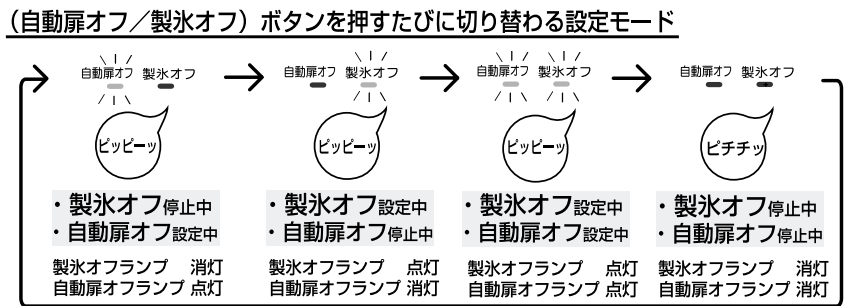 （自動扉オフ／製氷オフ）ボタンを押すたびに切り替わる設定モード
自動扉オフ 製氷オフ
ピッピーッ
・製氷オフ停止中
・自動扉オフ設定中
製氷オフランプ 消灯
自動扉オフランプ 点灯
自動扉オフ 製氷オフ
ピッピーッ
・製氷オフ設定中
・自動扉オフ停止中
製氷オフランプ 点灯
自動扉オフランプ 消灯
自動扉オフ 製氷オフ
ピッピーッ
・製氷オフ設定中
・自動扉オフ設定中
製氷オフランプ 点灯
自動扉オフランプ 点灯
自動扉オフ 製氷オフ
ピチチッ
・製氷オフ停止中
・自動扉オフ停止中
製氷オフランプ 消灯
自動扉オフランプ 消灯